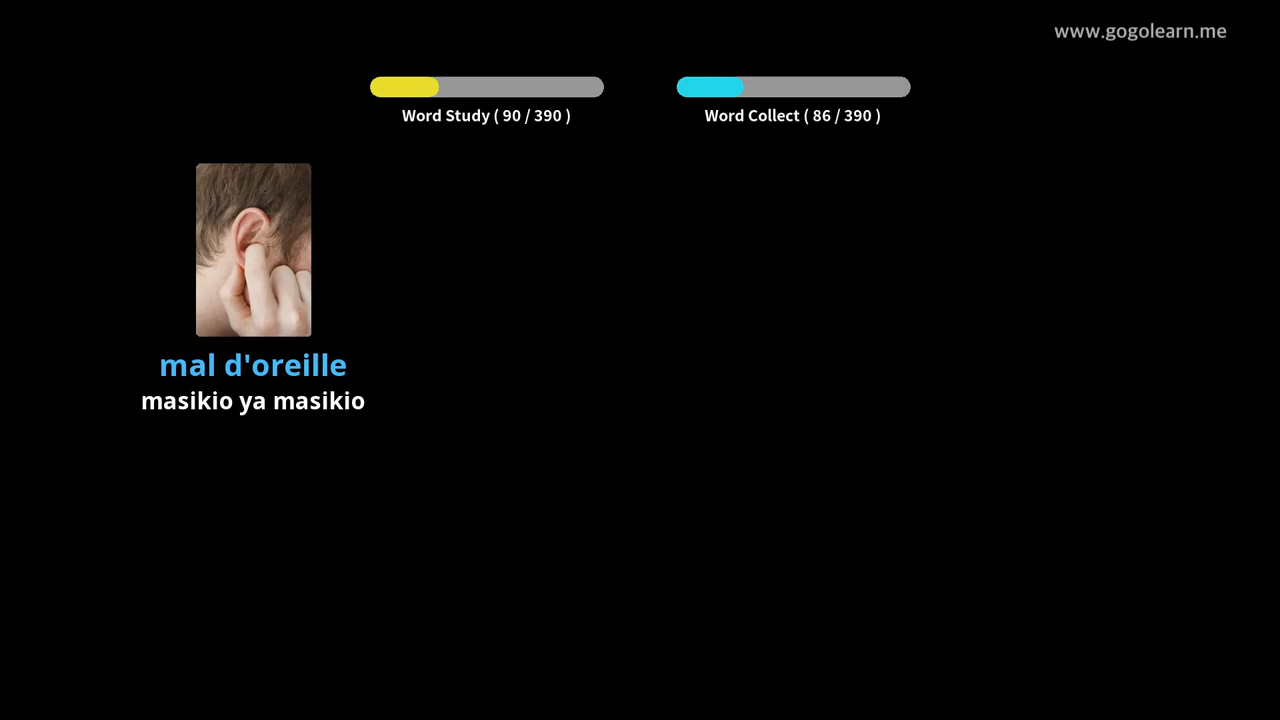 www.gogolearn.me
Word Study ( 90 / 390 )
Word Collect ( 86 / 390 )
mal d'oreille
masikio ya masikio